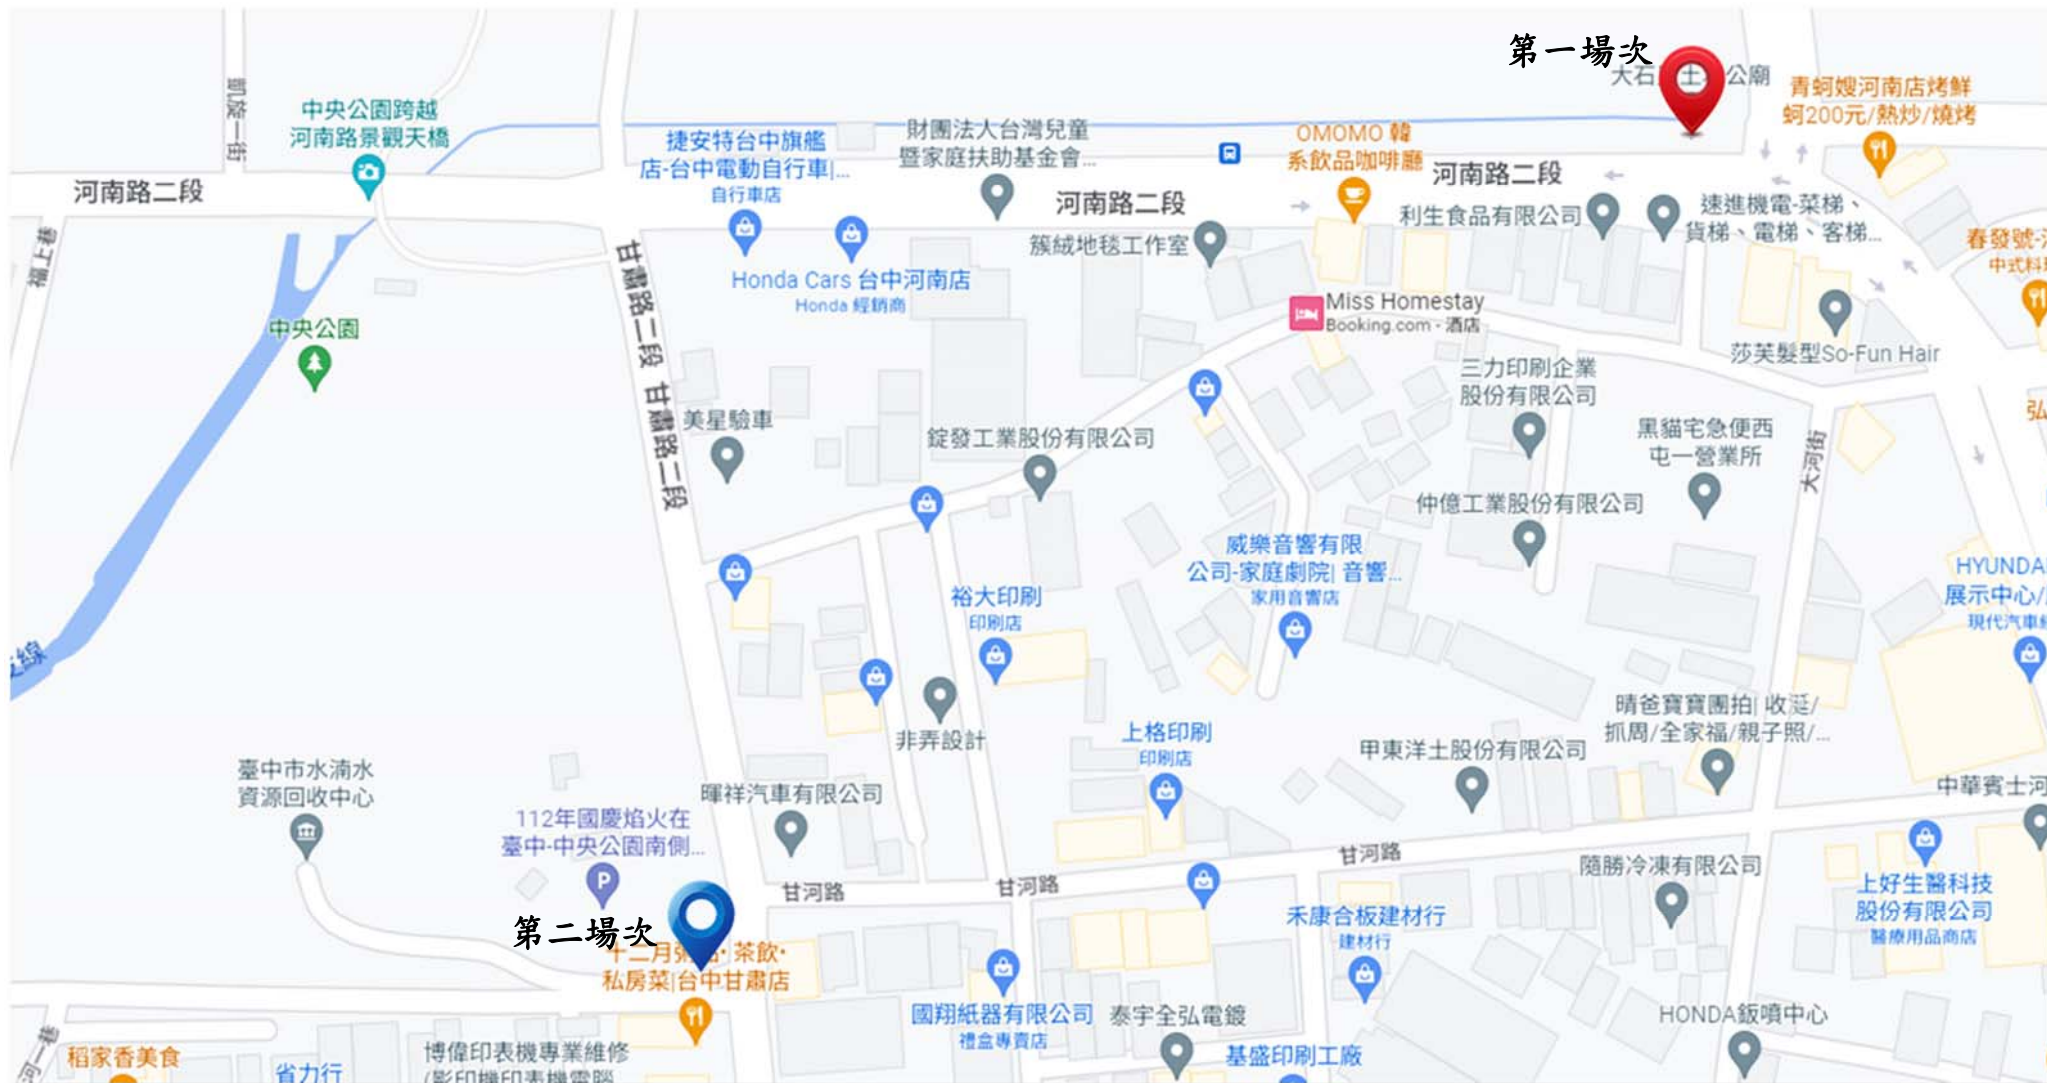 第一場次
大石
土
公廟
凱旋一街
中央公園跨越
河南路景觀天橋
捷安特台中旗艦
店-台中電動自行車|...
自行車店
財團法人台灣兒童
暨家庭扶助基金會...
OMOMO 韓
系飲品咖啡廳
青蚵嫂河南店烤鮮
蚵200元/熱炒/燒烤
河南路二段
河南路二段
河南路二段
利生食品有限公司
速進機電-菜梯、
貨梯、電梯、客梯...
福上巷
甘肅路二段
簇絨地毯工作室
春發號-
中式料
Honda Cars 台中河南店
Honda 經銷商
Miss Homestay
Booking.com - 酒店
中央公園
莎芙髮型So-Fun Hair
三力印刷企業
股份有限公司
甘肅路二段
美星驗車
錠發工業股份有限公司
黑貓宅急便西
屯一營業所
大河街
弘
仲億工業股份有限公司
威樂音響有限
公司-家庭劇院| 音響...
家用音響店
HYUNDA
展示中心/
現代汽車
裕大印刷
印刷店
支線
晴爸寶寶團拍| 收涎/
抓周/全家福/親子照/...
非弄設計
上格印刷
印刷店
甲東洋土股份有限公司
臺中市水湳水
資源回收中心
暉祥汽車有限公司
中華賓士河
112年國慶焰火在
臺中-中央公園南側...
P
甘河路
甘河路
甘河路
隨勝冷凍有限公司
上好生醫科技
股份有限公司
醫療用品商店
第二場次
十二月粥
茶飲·
私房菜|台中甘肅店
禾康合板建材行
建材行
國翔紙器有限公司
禮盒專賣店
泰宇全弘電鍍
HONDA鈑噴中心
河一巷
稻家香美食
省力行
博偉印表機專業維修
/影印機印表機電腦
基盛印刷工廠